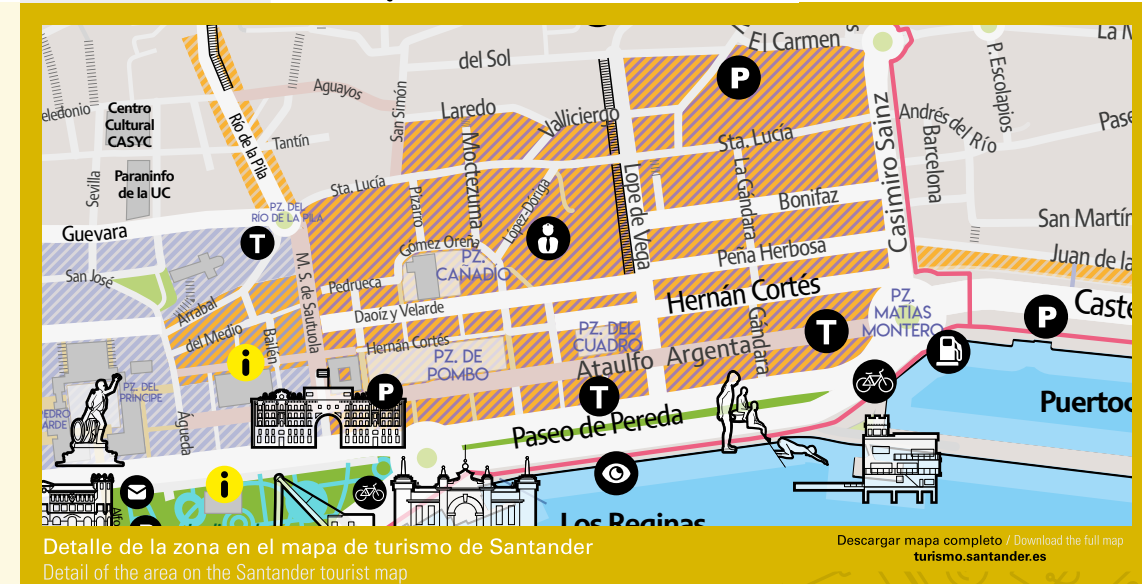 El Carmen
del Sol
P
P. Escolapios
La
Aguayos
San Simón
Laredo
Valliciergo
Casimiro Sainz
Centro
Cultural
CASYC
Río de la Pila
Tantín
Moctezuma
Sta. Lucía
Andrés del Río
Barcelona
Pase
Paraninfo
de la UC
Sevilla
Sta. Lucía
Pizarro
López-Dóriga
Lope de Vega
La Gándara
Bonifaz
PZ. DEL
RÍO DE LA PILA
San Martín
Guevara
T
M. S. de Sautuola
Gómez Oreña
PZ.
CAÑADÍO
Peña Herbosa
Juan de la
San José
Pedrueca
Hernán Cortés
PZ.
MATÍAS
MONTERO
Caste
P
Arrabal
Daoiz y Velarde
del Medio
Bailén
Hernán Cortés
PZ. DEL
CUADRO
Gándara
T
i
PZ. DE
POMBO
Ataulfo Argenta
PZ. DEL
PRÍNCIPE
P
T
Puertoc
Águeda
Paseo de Pereda
i
Los Reginas
Detalle de la zona en el mapa de turismo de Santander
Detail of the area on the Santander tourist map
Descargar mapa completo / Download the full map
turismo.santander.es